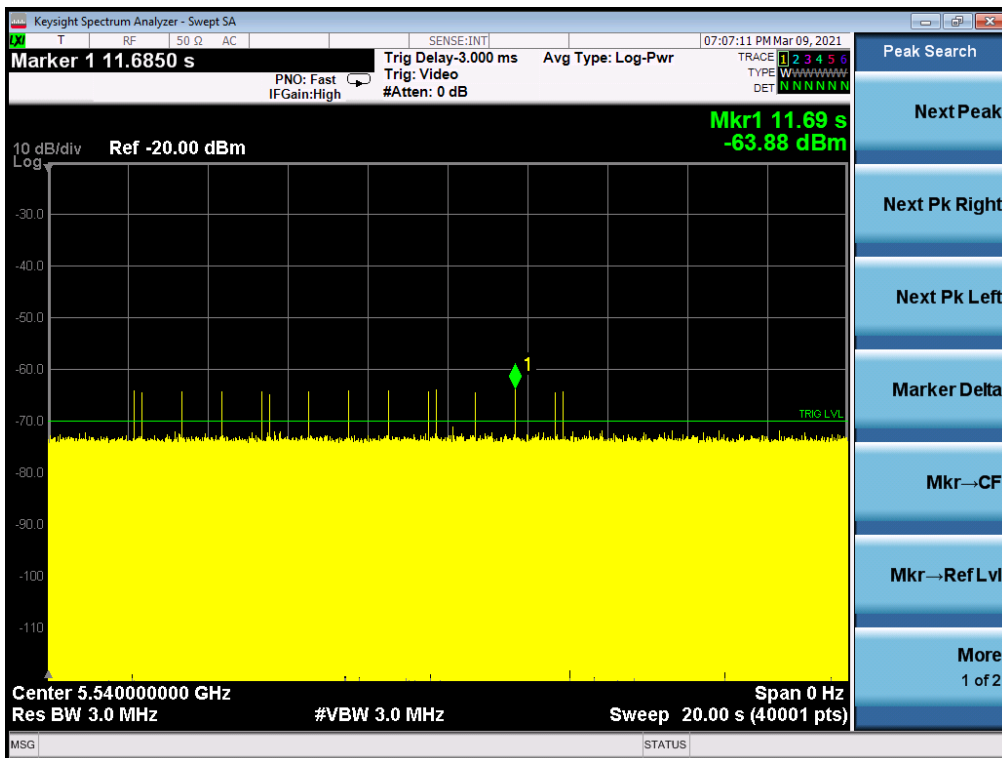 Keysight Spectrum Analyzer - Swept SA
LXI T RF 50 Ω AC SENSE:INT 07:07:11 PM Mar 09, 2021
Marker 1 11.6850 s
PNO: Fast
IFGain:High
Trig Delay-3.000 ms
Trig: Video
#Atten: 0 dB
Avg Type: Log-Pwr
TRACE 1 2 3 4 5 6
TYPE WWWWWW
DET N N N N N N
Mkr1 11.69 s
-63.88 dBm
10 dB/div Ref -20.00 dBm
Log
-30.0
-40.0
-50.0
-60.0
1
-70.0
TRIG LVL
-80.0
-90.0
-100
-110
Center 5.540000000 GHz Span 0 Hz
Res BW 3.0 MHz #VBW 3.0 MHz Sweep 20.00 s (40001 pts)
MSG STATUS
Peak Search
Next Peak
Next Pk Right
Next Pk Left
Marker Delta
Mkr→CF
Mkr→Ref Lvl
More
1 of 2